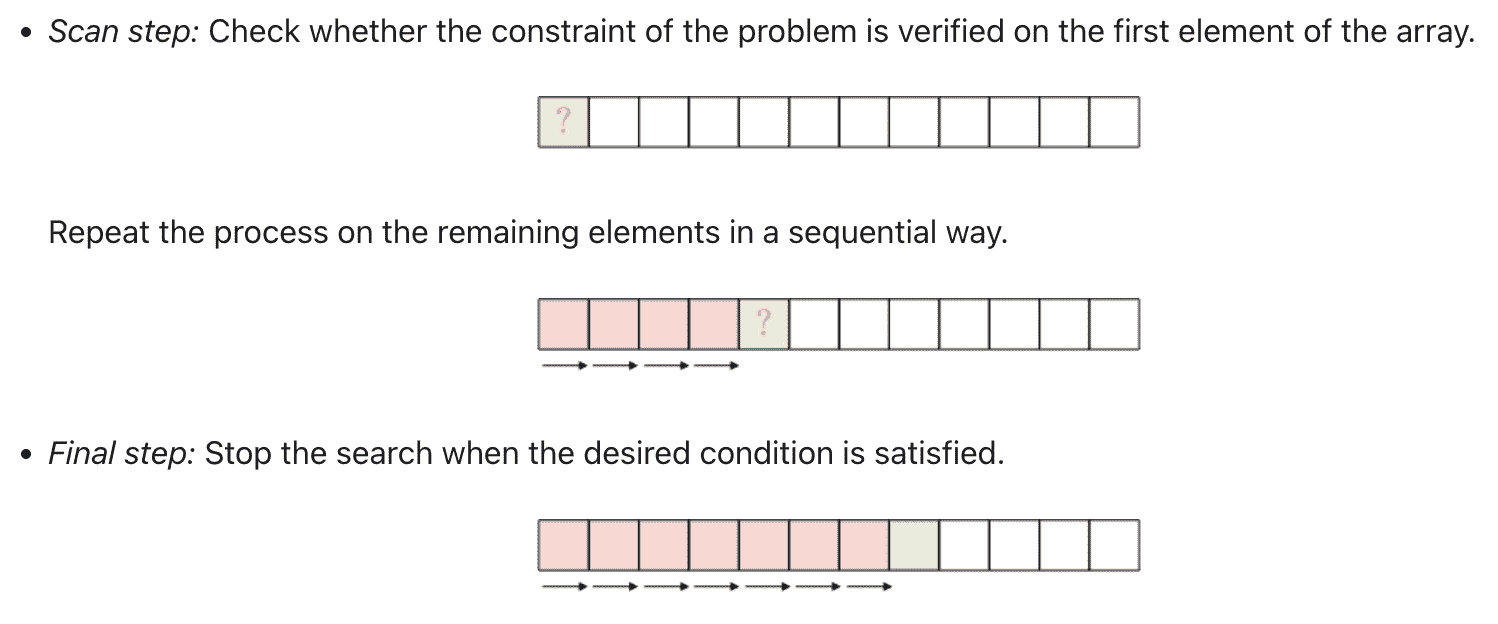 • Scan step: Check whether the constraint of the problem is verified on the first element of the array.
?
Repeat the process on the remaining elements in a sequential way.
?
• Final step: Stop the search when the desired condition is satisfied.